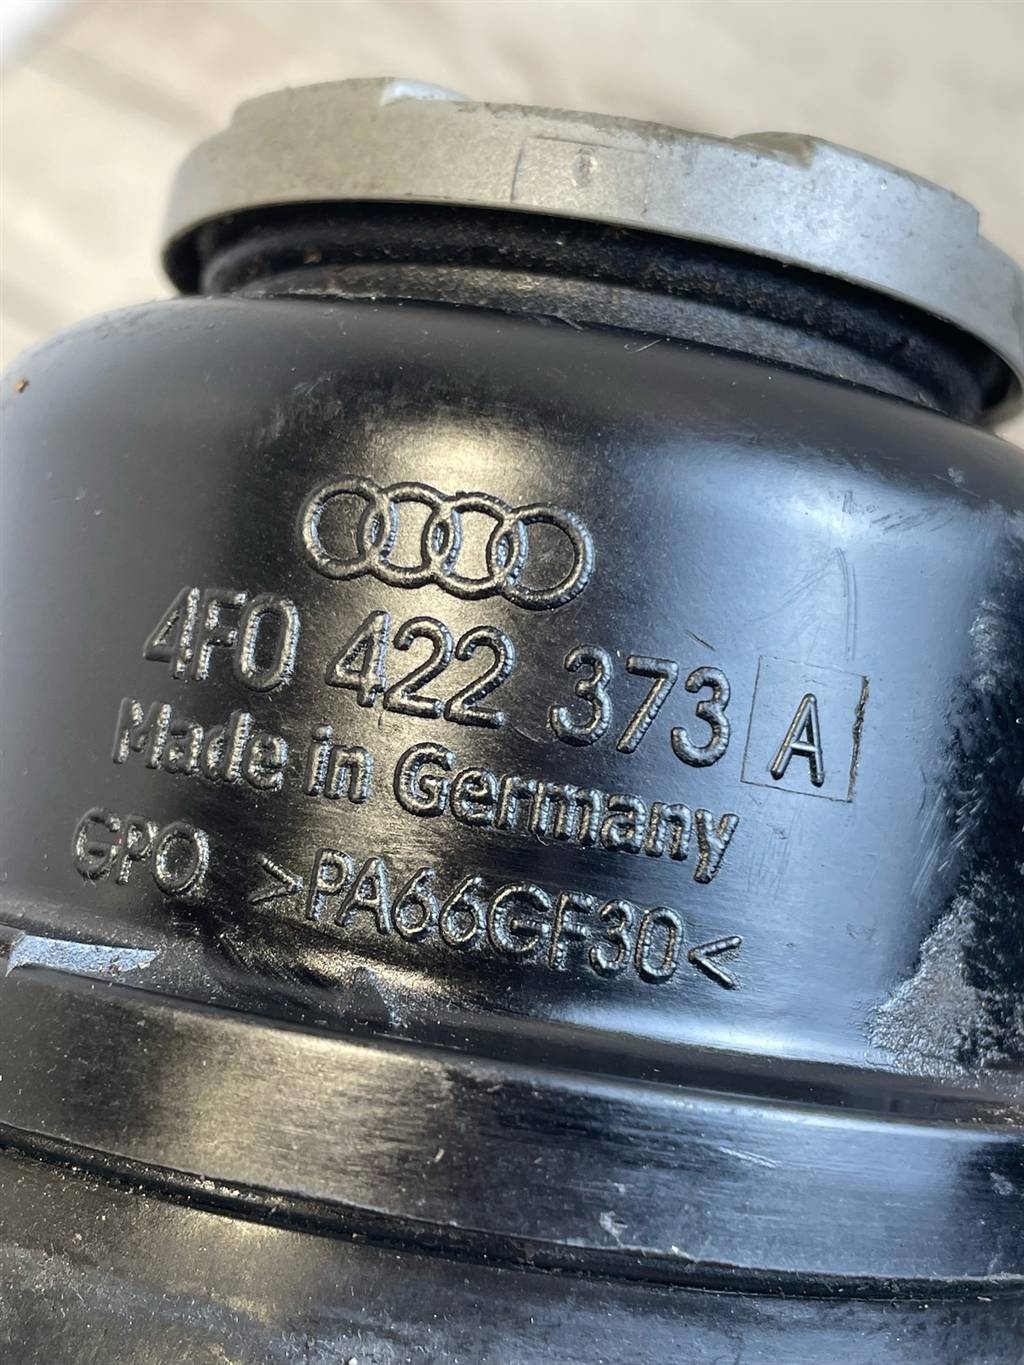 4F0 422 373 A
Made in Germany
GPO >PA66GF30<